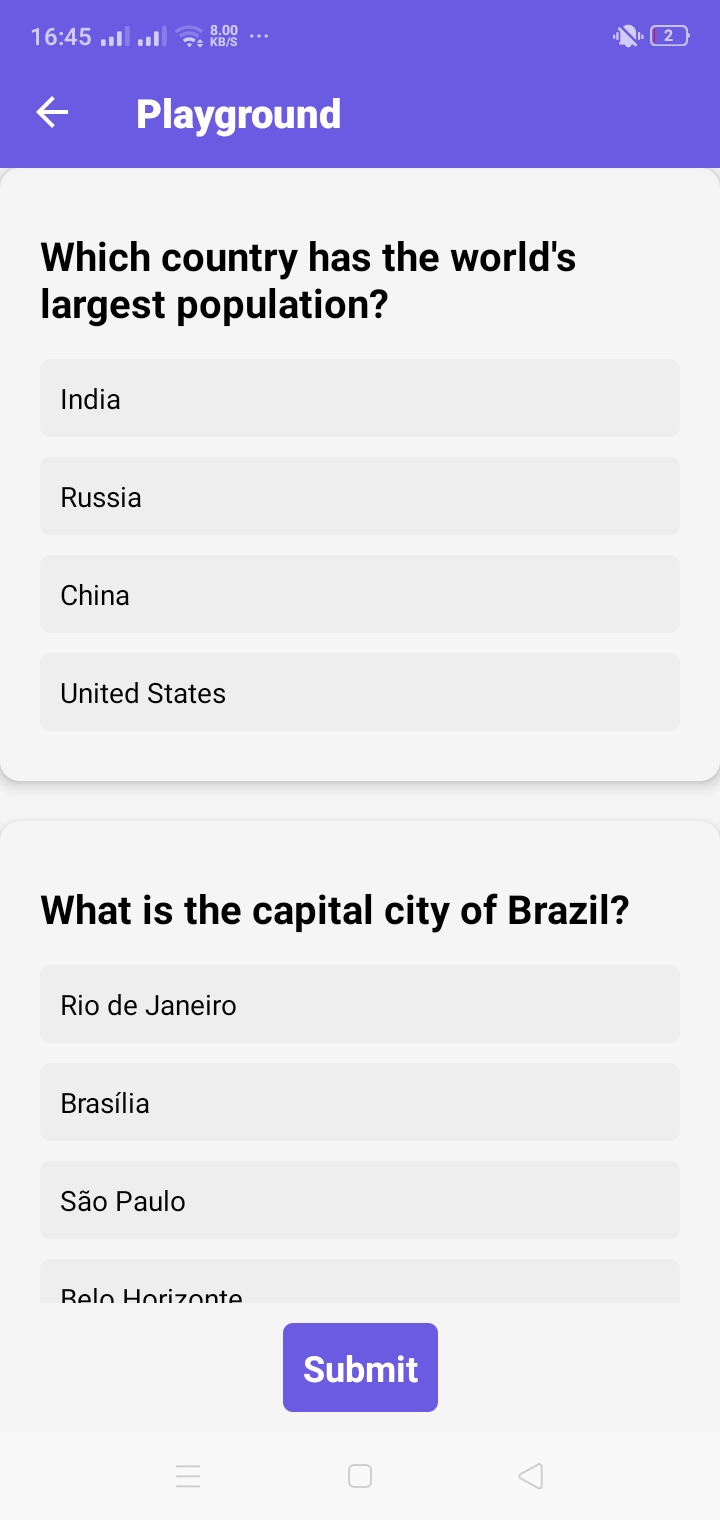 16:45 8.00 KB/S ... 2
Playground
Which country has the world's
largest population?
India
Russia
China
United States
What is the capital city of Brazil?
Rio de Janeiro
Brasília
São Paulo
Belo Horizonte
Submit